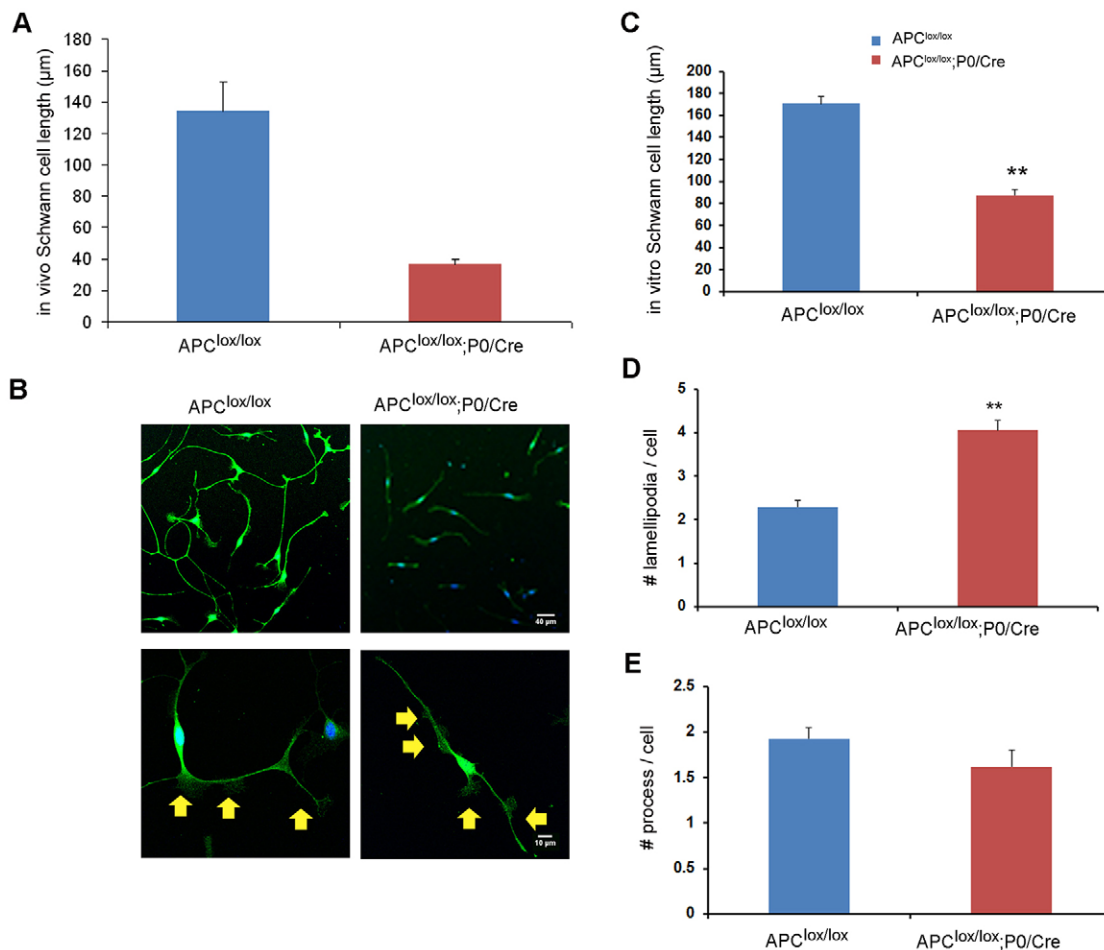 A
in vivo Schwann cell length (µm)
180
160
140
120
100
80
60
40
20
0
APClox/lox
APClox/lox;P0/Cre
B
APClox/lox
APClox/lox;P0/Cre
40 µm
10 µm
C
APClox/lox
APClox/lox;P0/Cre
in vitro Schwann cell length (µm)
200
180
160
140
120
100
80
60
40
20
0
**
APClox/lox
APClox/lox;P0/Cre
D
# lamellipodia / cell
5
4
3
2
1
0
**
APClox/lox
APClox/lox;P0/Cre
E
# process / cell
2.5
2
1.5
1
0.5
0
APClox/lox
APClox/lox;P0/Cre